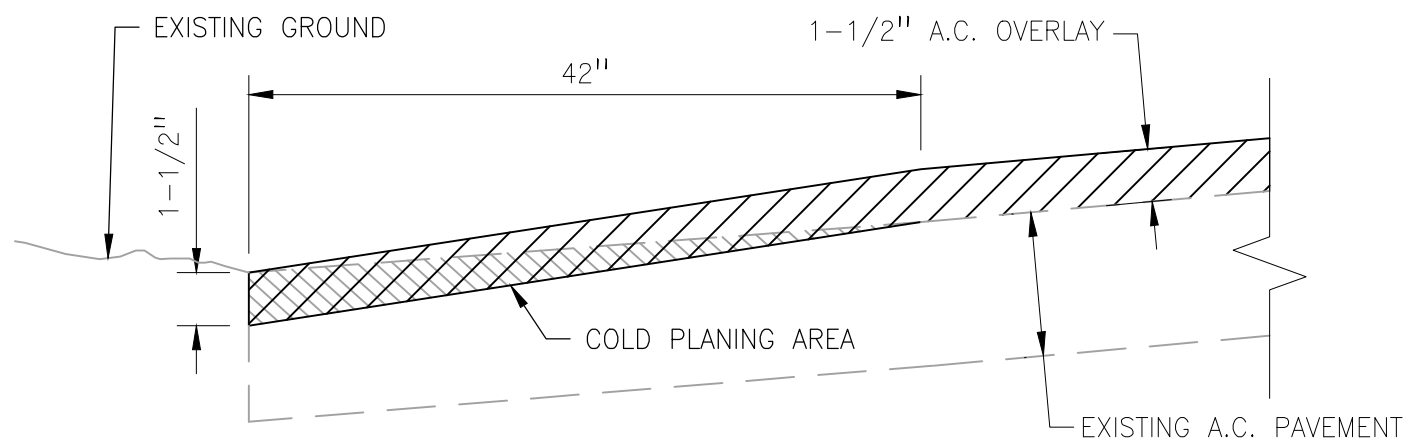 EXISTING GROUND
1-1/2" A.C. OVERLAY
42"
1-1/2"
COLD PLANING AREA
EXISTING A.C. PAVEMENT